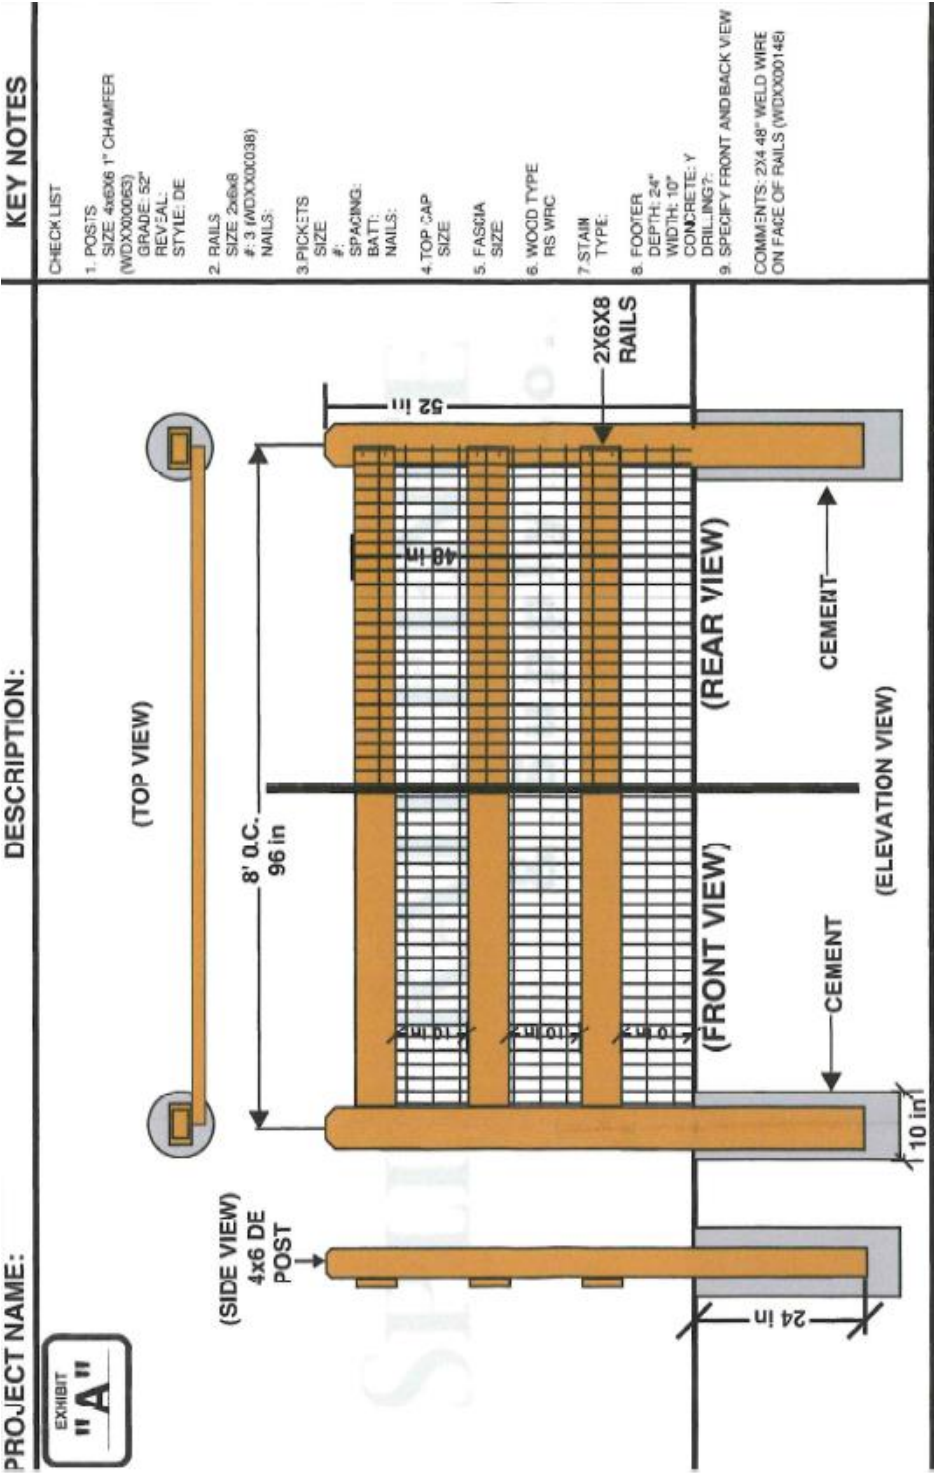 PROJECT NAME:
DESCRIPTION:
KEY NOTES
EXHIBIT
"A"
(TOP VIEW)
8' O.C.
96 in
(SIDE VIEW)
4x6 DE
POST
52 in
48 in
10 in
10 in
2X6X8
RAILS
(FRONT VIEW)
(REAR VIEW)
CEMENT
CEMENT
(ELEVATION VIEW)
24 in
10 in
CHECK LIST
1. POSTS
SIZE 4x6X6 1" CHAMFER
(WDXX000063)
GRADE: 52"
REVEAL:
STYLE: DE
2. RAILS
SIZE 2x6x8
#: 3 (WDXX000038)
NAILS:
3.PICKETS
SIZE
#:
SPACING:
BATT:
NAILS:
4.TOP CAP
SIZE
5. FASCIA
SIZE:
6. WOOD TYPE
RS WRC
7.STAIN
TYPE:
8. FOOTER
DEPTH: 24"
WIDTH: 10"
CONCRETE: Y
DRILLING?:
9. SPECIFY FRONT AND BACK VIEW
COMMENTS: 2X4 48" WELD WIRE
ON FACE OF RAILS (WDXX000148)